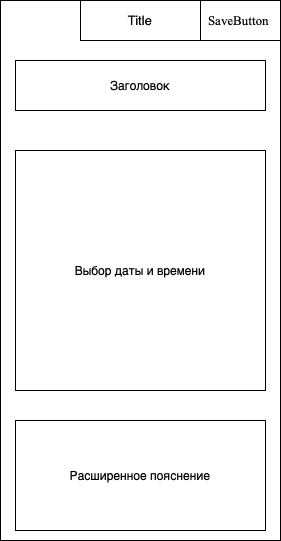 Title
SaveButton
Заголовок
Выбор даты и времени
Расширенное пояснение